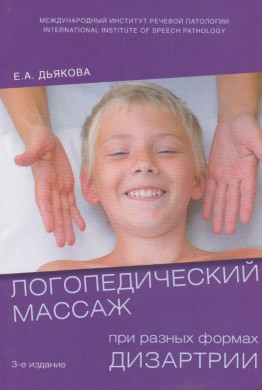 МЕЖДУНАРОДНЫЙ ИНСТИТУТ РЕЧЕВОЙ ПАТОЛОГИИ
INTERNATIONAL INSTITUTE OF SPEECH PATHOLOGY
Е.А. ДЬЯКОВА
ЛОГОПЕДИЧЕСКИЙ
МАССАЖ
при разных формах
3-е издание
ДИЗАРТРИИ